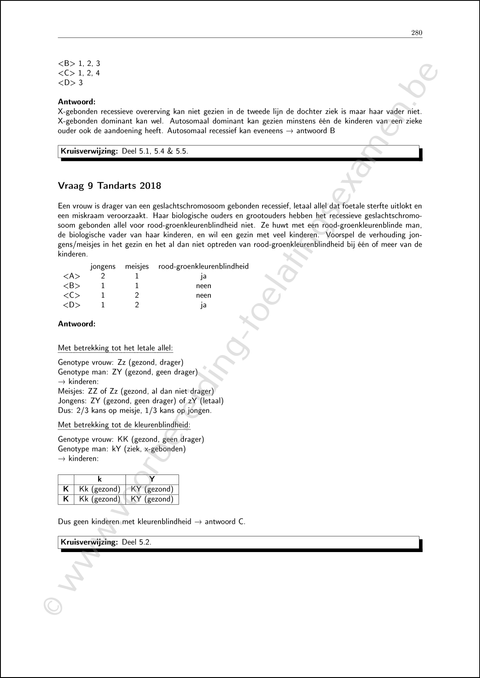 280
<B> 1, 2, 3
<C> 1, 2, 4
<D> 3
Antwoord:
X-gebonden recessieve overerving kan niet gezien in de tweede lijn de dochter ziek is maar haar vader niet.
X-gebonden dominant kan wel. Autosomaal dominant kan gezien minstens één de kinderen van een zieke
ouder ook de aandoening heeft. Autosomaal recessief kan eveneens → antwoord B
Kruisverwijzing: Deel 5.1, 5.4 & 5.5.
Vraag 9 Tandarts 2018
Een vrouw is drager van een geslachtschromosoom gebonden recessief, letaal allel dat foetale sterfte uitlokt en
een miskraam veroorzaakt. Haar biologische ouders en grootouders hebben het recessieve geslachtschromo-
soom gebonden allel voor rood-groenkleurenblindheid niet. Ze huwt met een rood-groenkleurenblinde man,
de biologische vader van haar kinderen, en wil een gezin met veel kinderen. Voorspel de verhouding jon-
gens/meisjes in het gezin en het al dan niet optreden van rood-groenkleurenblindheid bij één of meer van de
kinderen.
jongens meisjes rood-groenkleurenblindheid
<A> 2 1 ja
<B> 1 1 neen
<C> 1 2 neen
<D> 1 2 ja
Antwoord:
Met betrekking tot het letale allel:
Genotype vrouw: Zz (gezond, drager)
Genotype man: ZY (gezond, geen drager)
→ kinderen:
Meisjes: ZZ of Zz (gezond, al dan niet drager)
Jongens: ZY (gezond, geen drager) of zY (letaal)
Dus: 2/3 kans op meisje, 1/3 kans op jongen.
Met betrekking tot de kleurenblindheid:
Genotype vrouw: KK (gezond, geen drager)
Genotype man: kY (ziek, x-gebonden)
→ kinderen:
k Y
K Kk (gezond) KY (gezond)
K Kk (gezond) KY (gezond)
Dus geen kinderen met kleurenblindheid → antwoord C.
Kruisverwijzing: Deel 5.2.
© www.voorbereiding-toelatingsexamen.be